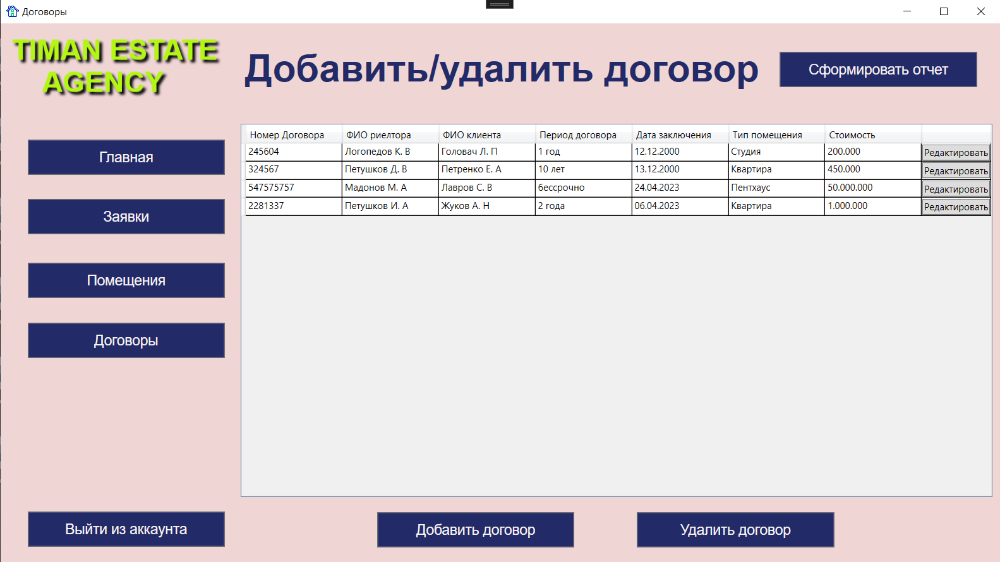 Договоры
TIMAN ESTATE
AGENCY
Добавить/удалить договор
Сформировать отчет
Главная
Заявки
Помещения
Договоры
Выйти из аккаунта
Номер Договора ФИО риелтора ФИО клиента Период договора Дата заключения Тип помещения Стоимость
245604 Логопедов К. В Головач Л. П 1 год 12.12.2000 Студия 200.000 Редактировать
324567 Петушков Д. В Петренко Е. А 10 лет 13.12.2000 Квартира 450.000 Редактировать
547575757 Мадонов М. А Лавров С. В бессрочно 24.04.2023 Пентхаус 50.000.000 Редактировать
2281337 Петушков И. А Жуков А. Н 2 года 06.04.2023 Квартира 1.000.000 Редактировать
Добавить договор
Удалить договор